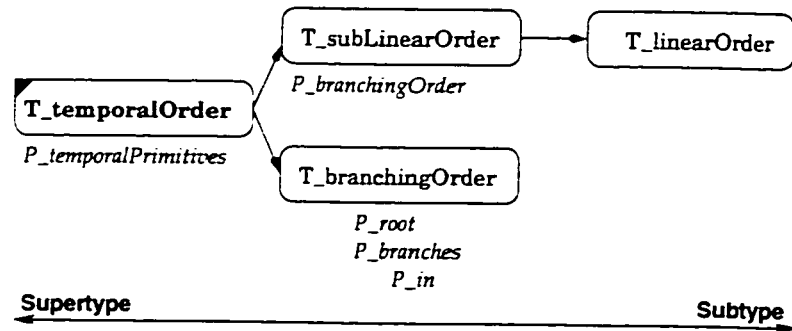 T_subLinearOrder
T_linearOrder
P_branchingOrder
T_temporalOrder
P_temporalPrimitives
T_branchingOrder
P_root
P_branches
P_in
Supertype
Subtype